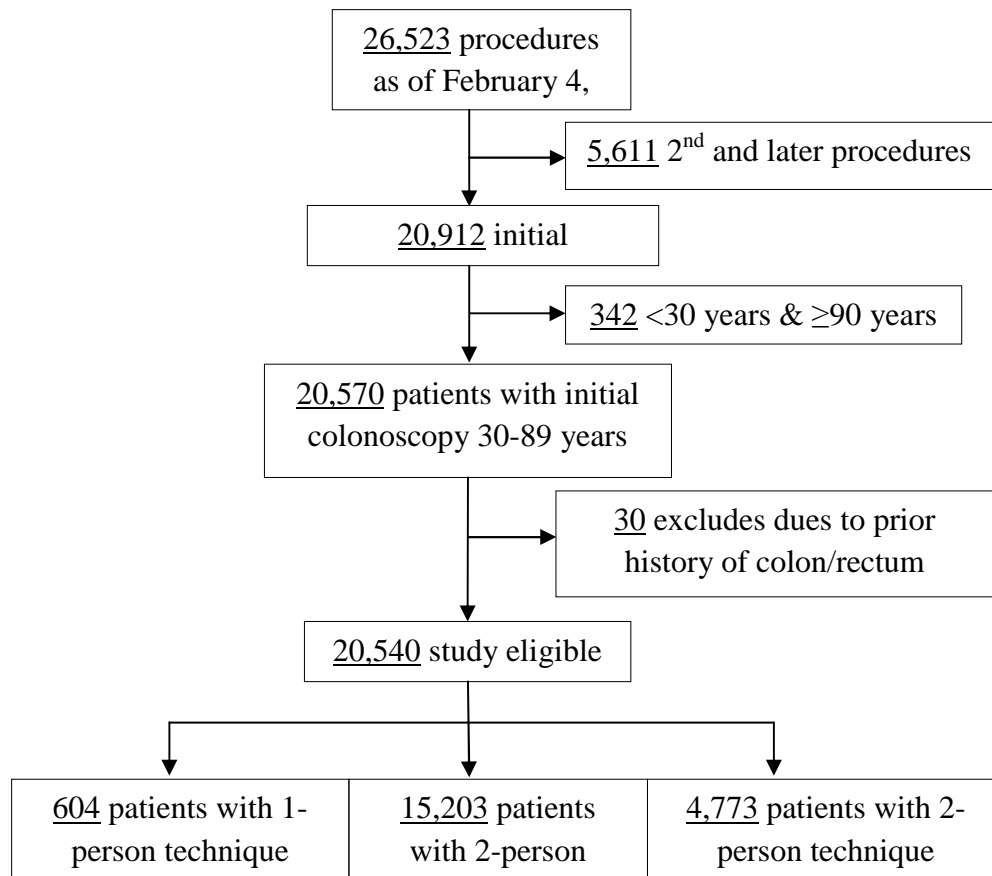 26,523 procedures
as of February 4,
5,611 2nd and later procedures
20,912 initial
342 <30 years & ≥90 years
20,570 patients with initial
colonoscopy 30-89 years
30 excludes dues to prior
history of colon/rectum
20,540 study eligible
604 patients with 1-
person technique
15,203 patients
with 2-person
4,773 patients with 2-
person technique